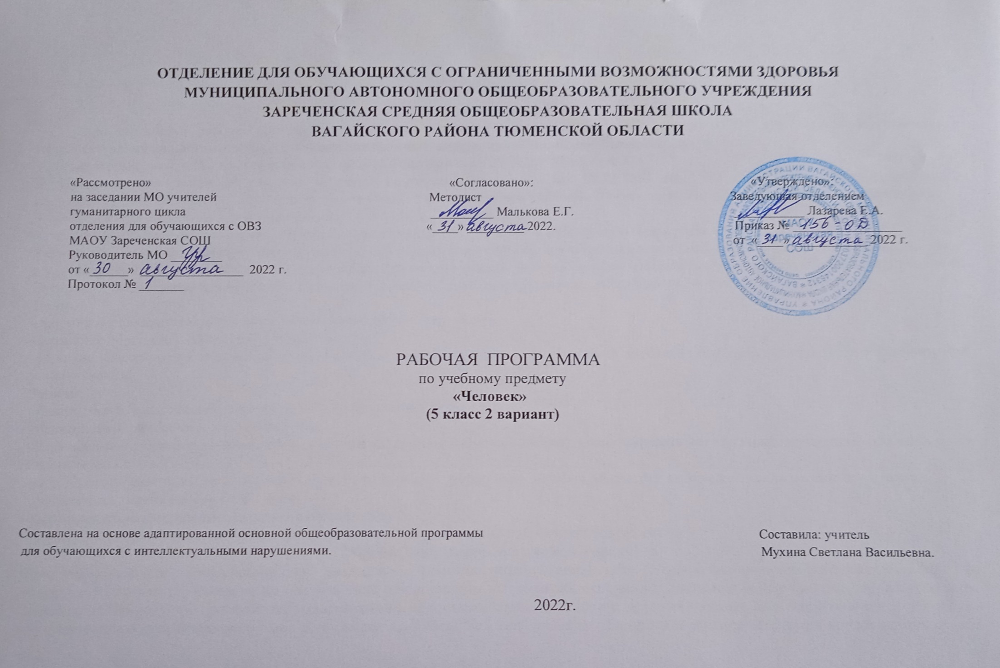 ОТДЕЛЕНИЕ ДЛЯ ОБУЧАЮЩИХСЯ С ОГРАНИЧЕННЫМИ ВОЗМОЖНОСТЯМИ ЗДОРОВЬЯ
МУНИЦИПАЛЬНОГО АВТОНОМНОГО ОБЩЕОБРАЗОВАТЕЛЬНОГО УЧРЕЖДЕНИЯ
ЗАРЕЧЕНСКАЯ СРЕДНЯЯ ОБЩЕОБРАЗОВАТЕЛЬНАЯ ШКОЛА
ВАГАЙСКОГО РАЙОНА ТЮМЕНСКОЙ ОБЛАСТИ
«Рассмотрено»
на заседании МО учителей
гуманитарного цикла
отделения для обучающихся с ОВЗ
МАОУ Зареченская СОШ
Руководитель МО
от «30» августа 2022 г.
Протокол № 1
«Согласовано»:
Методист
Малькова Е.Г.
«31» августа 2022.
«Утверждено»:
Заведующая отделением
Лазарева Е.А.
Приказ № 156-ОД
от «31» августа 2022 г.
МАОУ
Зареченская
СОШ
РАБОЧАЯ ПРОГРАММА
по учебному предмету
«Человек»
(5 класс 2 вариант)
Составлена на основе адаптированной основной общеобразовательной программы
для обучающихся с интеллектуальными нарушениями.
Составила: учитель
Мухина Светлана Васильевна.
2022г.